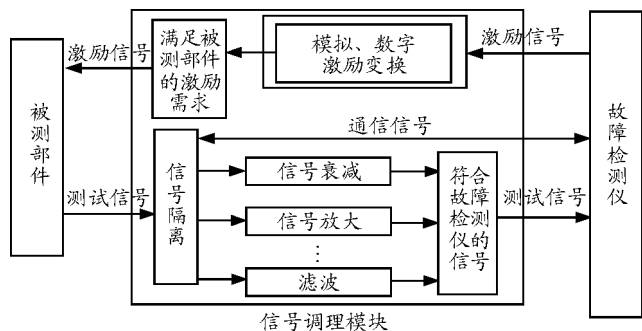 激励信号
满足被
测部件
的激励
需求
模拟、数字
激励变换
激励信号
被测部件
故障检测仪
通信信号
信号隔离
信号衰减
信号放大
⋮
滤波
符合
故障
检测
仪的
信号
测试信号
测试信号
信号调理模块